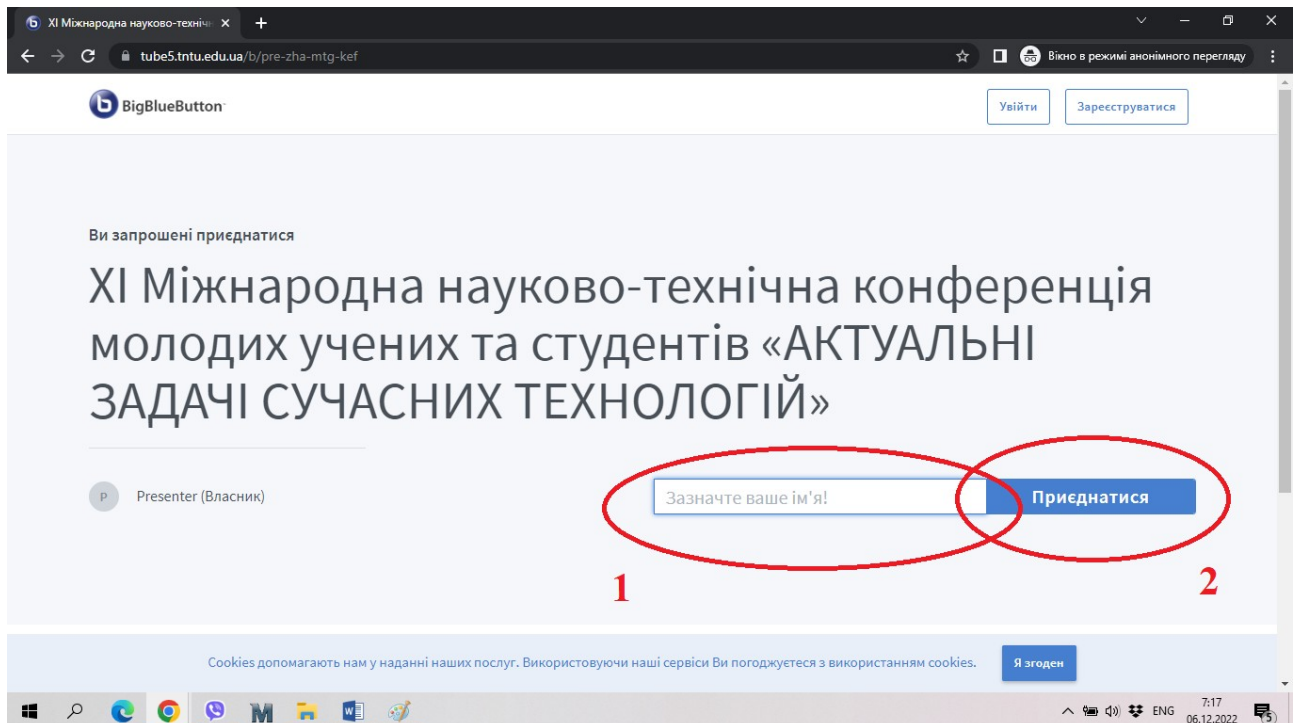 XI Міжнародна науково-техніч
tube5.tntu.edu.ua/b/pre-zha-mtg-kef
Вікно в режимі анонімного перегляду
BigBlueButton
Увійти
Зареєструватися
Ви запрошені приєднатися
XI Міжнародна науково-технічна конференція
молодих учених та студентів «АКТУАЛЬНІ
ЗАДАЧІ СУЧАСНИХ ТЕХНОЛОГІЙ»
P
Presenter (Власник)
Зазначте ваше ім'я!
Приєднатися
1
2
Cookies допомагають нам у наданні наших послуг. Використовуючи наші сервіси Ви погоджуєтеся з використанням cookies.
Я згоден
ENG
7:17
06.12.2022
5